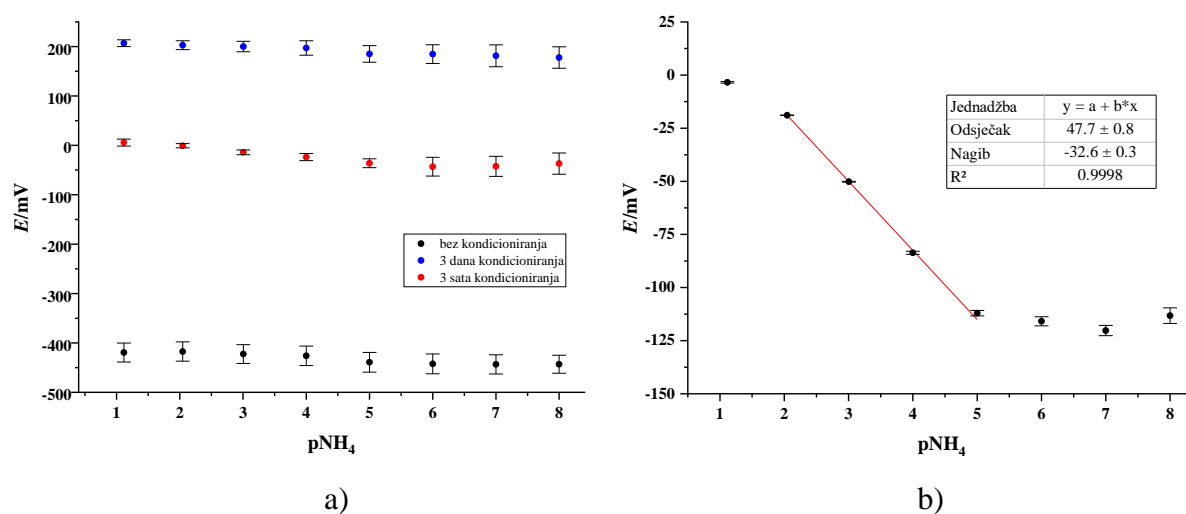 200
100
0
-100
-200
-300
-400
-500
E/mV
bez kondicioniranja
3 dana kondicioniranja
3 sata kondicioniranja
1 2 3 4 5 6 7 8
pNH4
a)
25
0
-25
-50
-75
-100
-125
-150
E/mV
Jednadžba y = a + b*x
Odsječak 47.7 ± 0.8
Nagib -32.6 ± 0.3
R² 0.9998
1 2 3 4 5 6 7 8
pNH4
b)